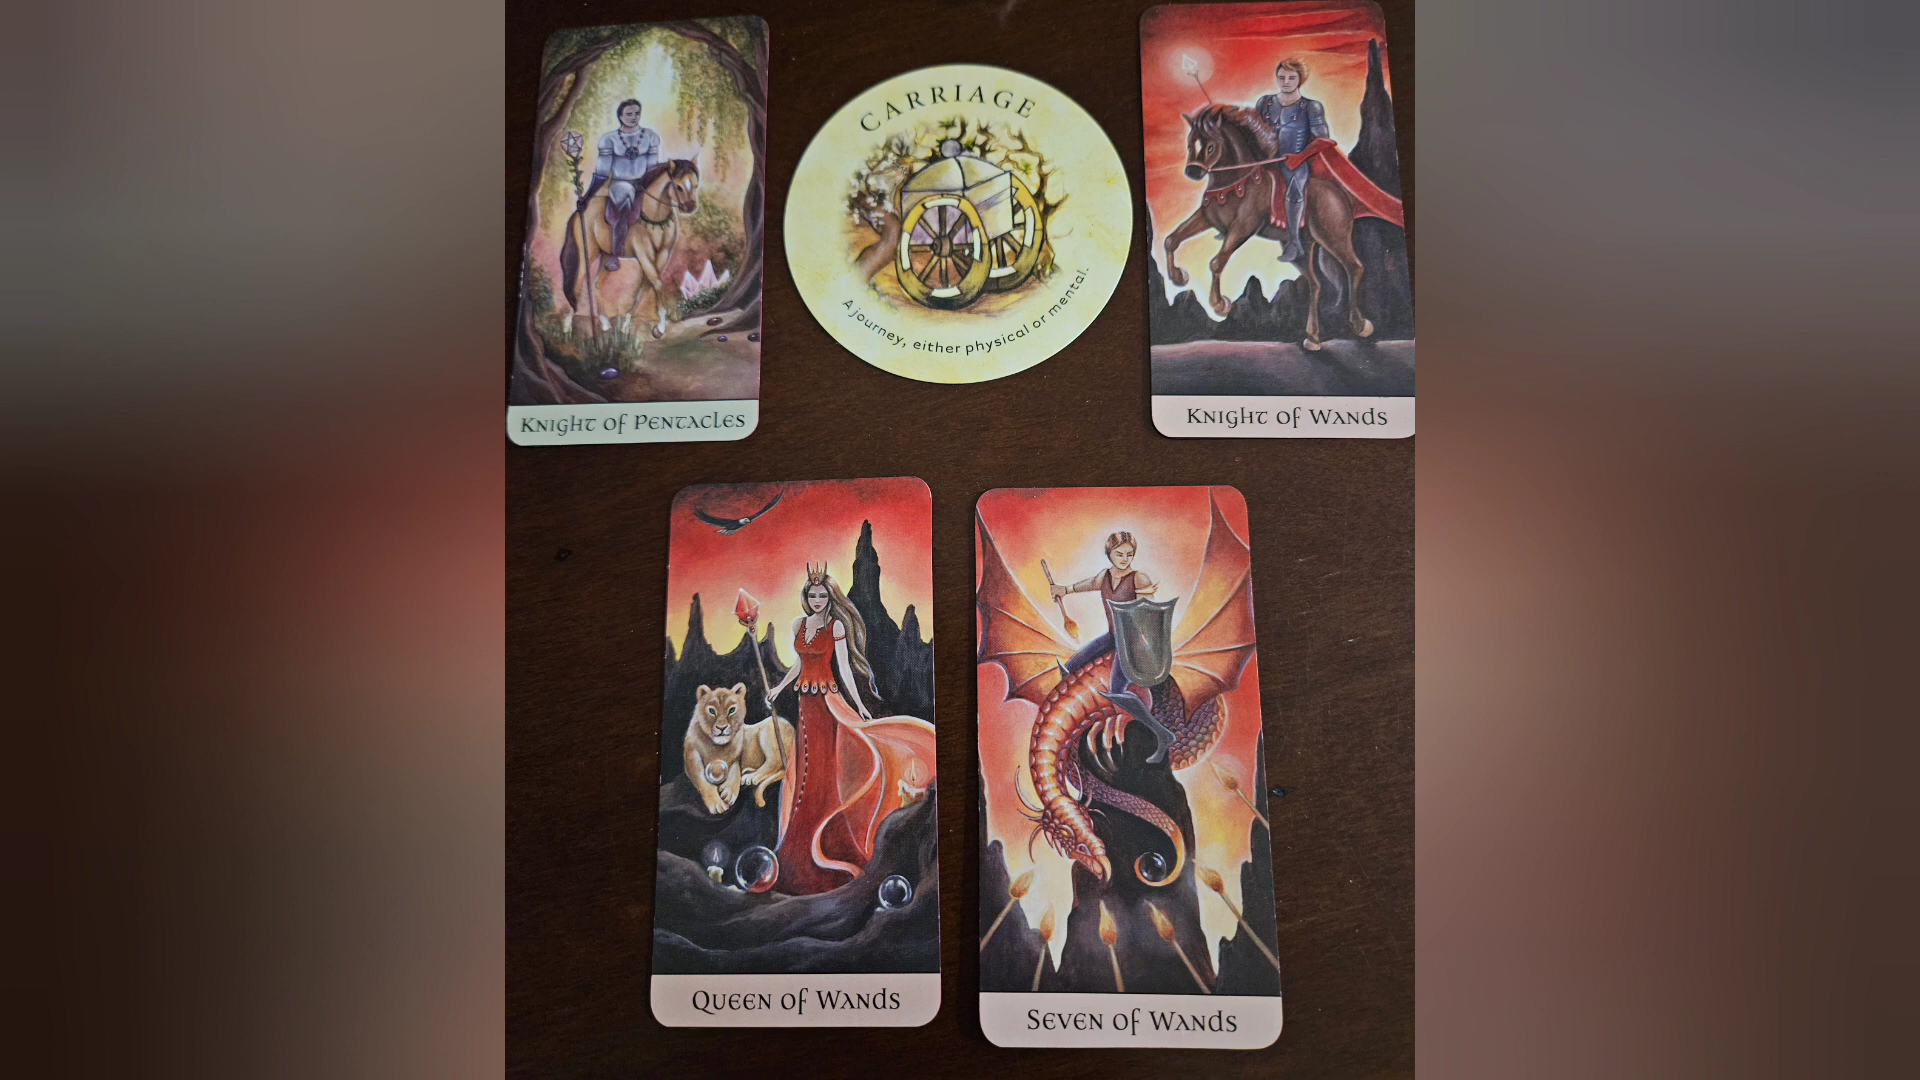 CARRIAGE
A journey, either physical or mental.
Knight of Pentacles
Knight of Wands
Queen of Wands
Seven of Wands